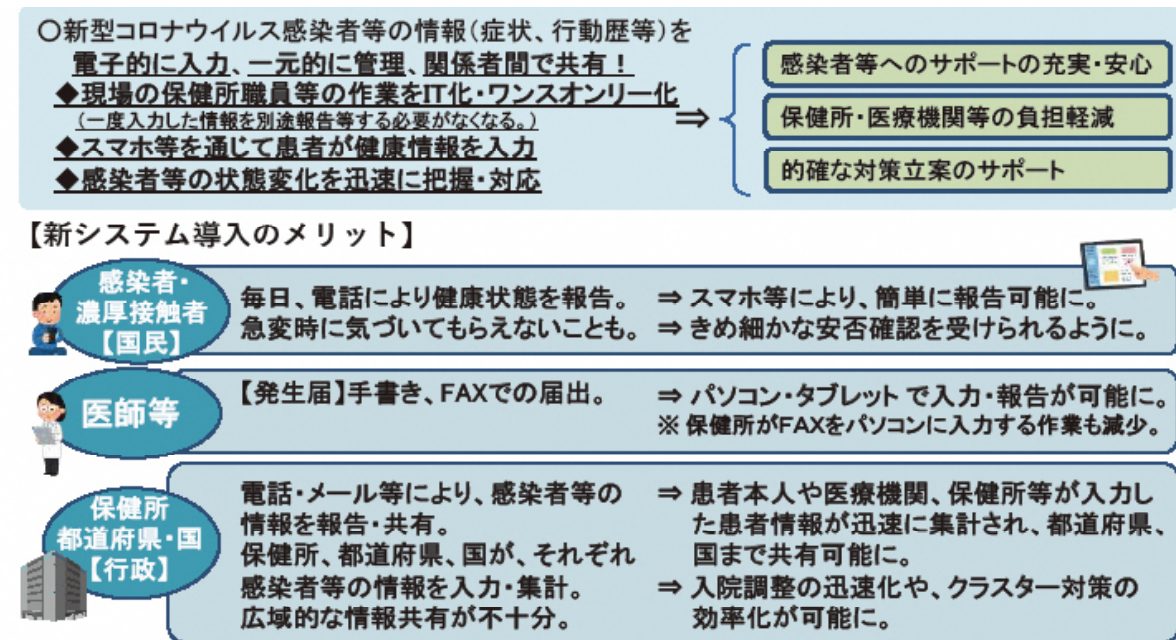 ○新型コロナウイルス感染者等の情報(症状、行動歴等)を
電子的に入力、一元的に管理、関係者間で共有!
◆現場の保健所職員等の作業をIT化・ワンスオンリー化
(一度入力した情報を別途報告等する必要がなくなる。)
◆スマホ等を通じて患者が健康情報を入力
◆感染者等の状態変化を迅速に把握・対応
⇒
感染者等へのサポートの充実・安心
保健所・医療機関等の負担軽減
的確な対策立案のサポート
【新システム導入のメリット】
感染者・
濃厚接触者
【国民】
毎日、電話により健康状態を報告。
急変時に気づいてもらえないことも。
⇒ スマホ等により、簡単に報告可能に。
⇒ きめ細かな安否確認を受けられるように。
医師等
【発生届】手書き、FAXでの届出。
⇒ パソコン・タブレット で入力・報告が可能に。
※ 保健所がFAXをパソコンに入力する作業も減少。
保健所
都道府県・国
【行政】
電話・メール等により、感染者等の
情報を報告・共有。
保健所、都道府県、国が、それぞれ
感染者等の情報を入力・集計。
広域的な情報共有が不十分。
⇒ 患者本人や医療機関、保健所等が入力し
た患者情報が迅速に集計され、都道府県、
国まで共有可能に。
⇒ 入院調整の迅速化や、クラスター対策の
効率化が可能に。